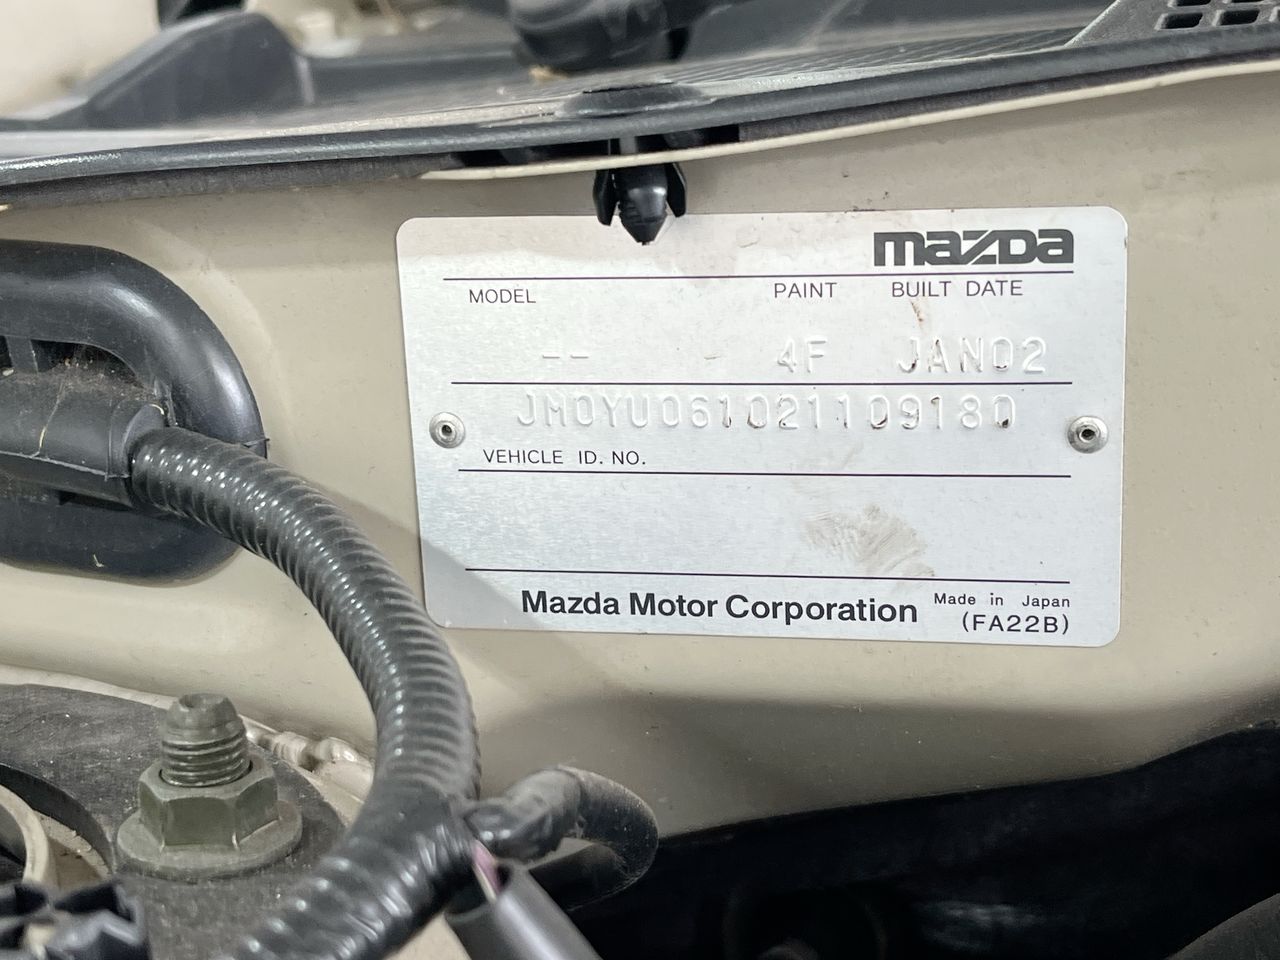 mazda
MODEL PAINT BUILT DATE
-- - 4F JAN02
JM0YU061021109180
VEHICLE ID. NO.
Mazda Motor Corporation Made in Japan
(FA22B)